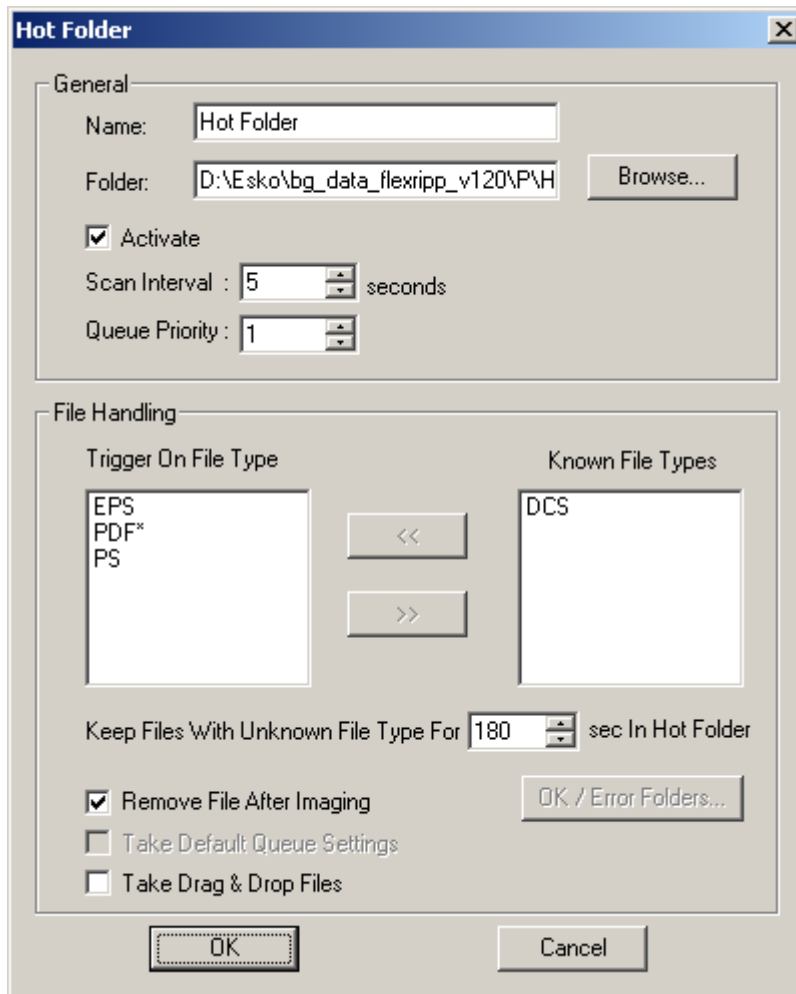 Hot Folder
General
Name: Hot Folder
Folder: D:\Esko\bg_data_flexripp_v120\P\H Browse...
Activate
Scan Interval : 5 seconds
Queue Priority : 1
File Handling
Trigger On File Type Known File Types
EPS DCS
PDF*
PS
<<
>>
Keep Files With Unknown File Type For 180 sec In Hot Folder
Remove File After Imaging OK / Error Folders...
Take Default Queue Settings
Take Drag & Drop Files
OK Cancel